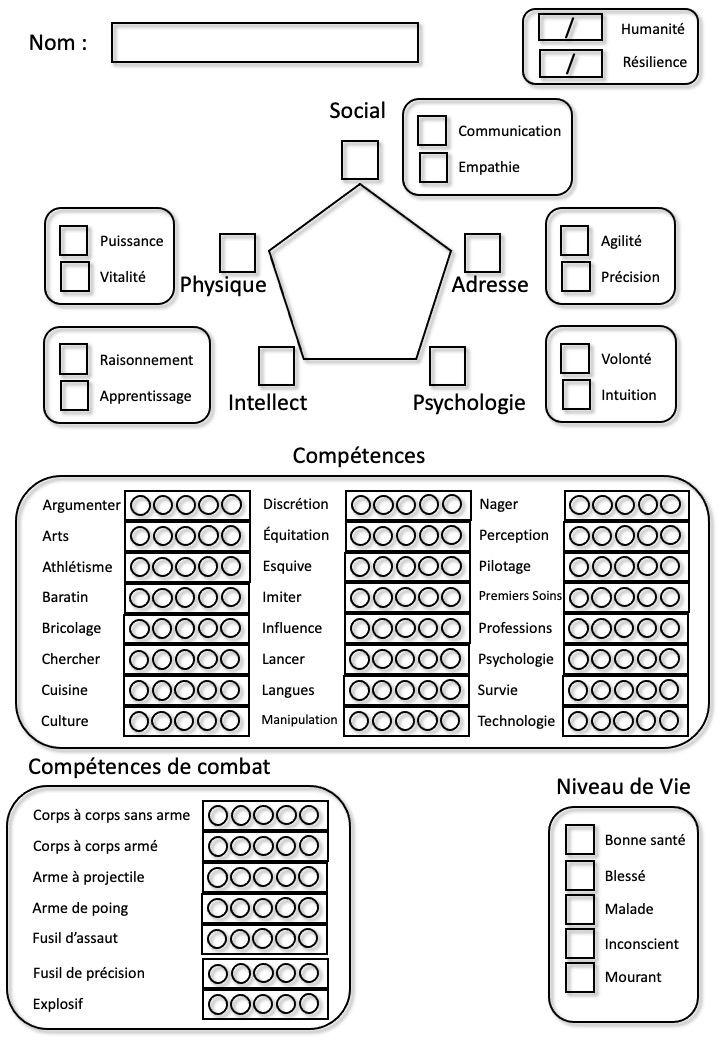 Nom :
/ Humanité
/ Résilience
Social
Communication
Empathie
Puissance
Vitalité
Physique
Adresse
Agilité
Précision
Raisonnement
Apprentissage
Intellect
Psychologie
Volonté
Intuition
Compétences
Argumenter Discrétion Nager
Arts Équitation Perception
Athlétisme Esquive Pilotage
Baratin Imiter Premiers Soins
Bricolage Influence Professions
Chercher Lancer Psychologie
Cuisine Langues Survie
Culture Manipulation Technologie
Compétences de combat
Corps à corps sans arme
Corps à corps armé
Arme à projectile
Arme de poing
Fusil d’assaut
Fusil de précision
Explosif
Niveau de Vie
Bonne santé
Blessé
Malade
Inconscient
Mourant